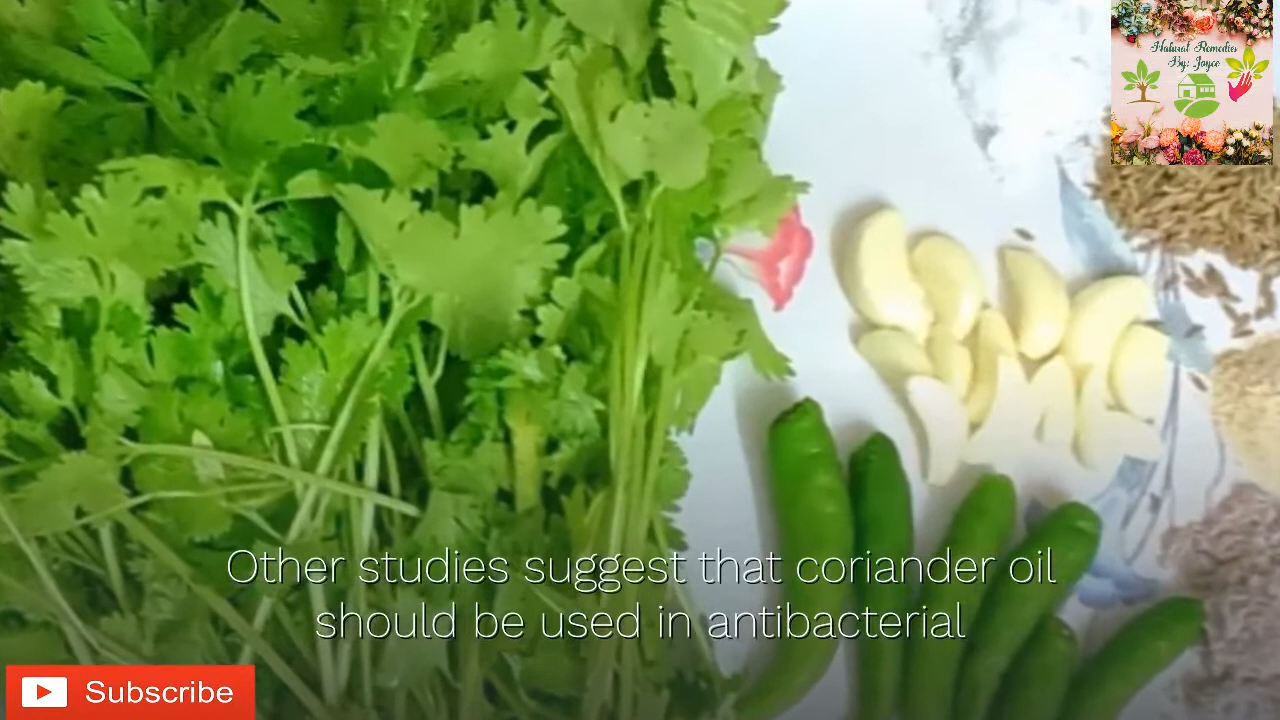 Natural Remedies
By: Joyce
Other studies suggest that coriander oil
should be used in antibacterial
Subscribe